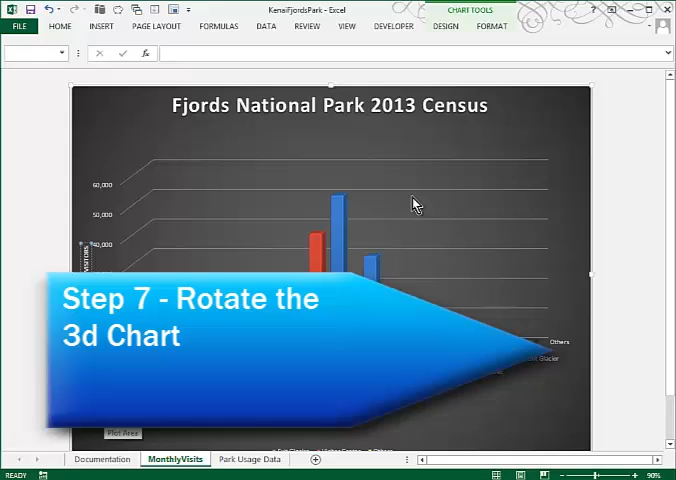 KenaiFjordsPark - Excel
CHART TOOLS
FILE
HOME
INSERT
PAGE LAYOUT
FORMULAS
DATA
REVIEW
VIEW
DEVELOPER
DESIGN
FORMAT
Fjords National Park 2013 Census
60,000
50,000
40,000
VISITORS
Step 7 - Rotate the
3d Chart
Others
Glacier
Plot Area
Documentation
MonthlyVisits
Park Usage Data
READY
90%